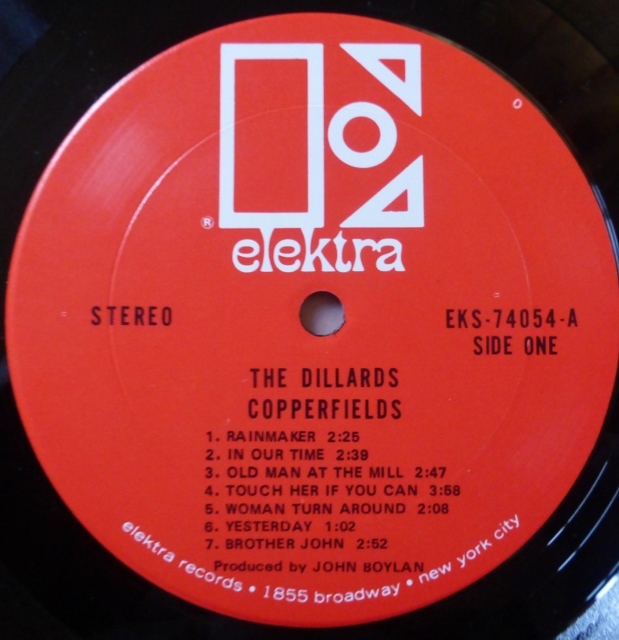 ®
elektra
STEREO
EKS-74054-A
SIDE ONE
THE DILLARDS
COPPERFIELDS
1. RAINMAKER 2:25
2. IN OUR TIME 2:39
3. OLD MAN AT THE MILL 2:47
4. TOUCH HER IF YOU CAN 3:58
5. WOMAN TURN AROUND 2:08
6. YESTERDAY 1:02
7. BROTHER JOHN 2:52
Produced by JOHN BOYLAN
elektra records • 1855 broadway • new york city